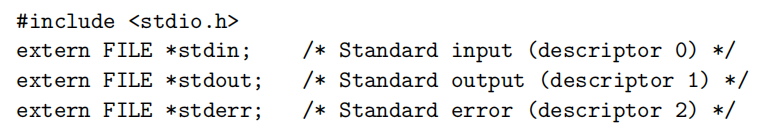 #include <stdio.h>
extern FILE *stdin;    /* Standard input (descriptor 0) */
extern FILE *stdout;   /* Standard output (descriptor 1) */
extern FILE *stderr;   /* Standard error (descriptor 2) */